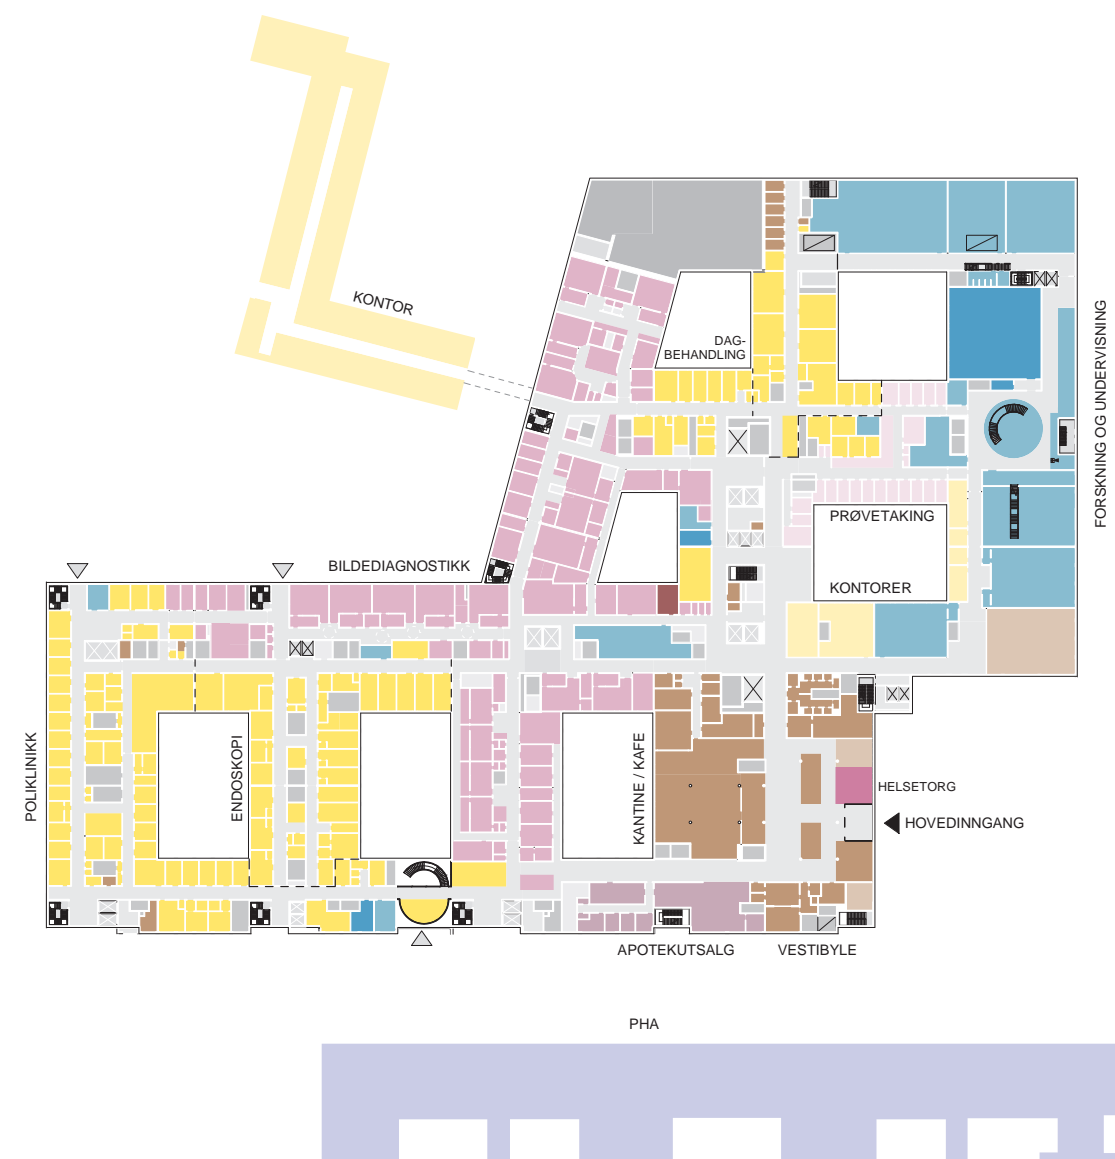 KONTOR
DAG-
BEHANDLING
FORSKNING OG UNDERVISNING
PRØVETAKING
BILDEDIAGNOSTIKK
KONTORER
POLIKLINIKK
ENDOSKOPI
KANTINE / KAFE
HELSETORG
HOVEDINNGANG
APOTEKUTSALG
VESTIBYLE
PHA